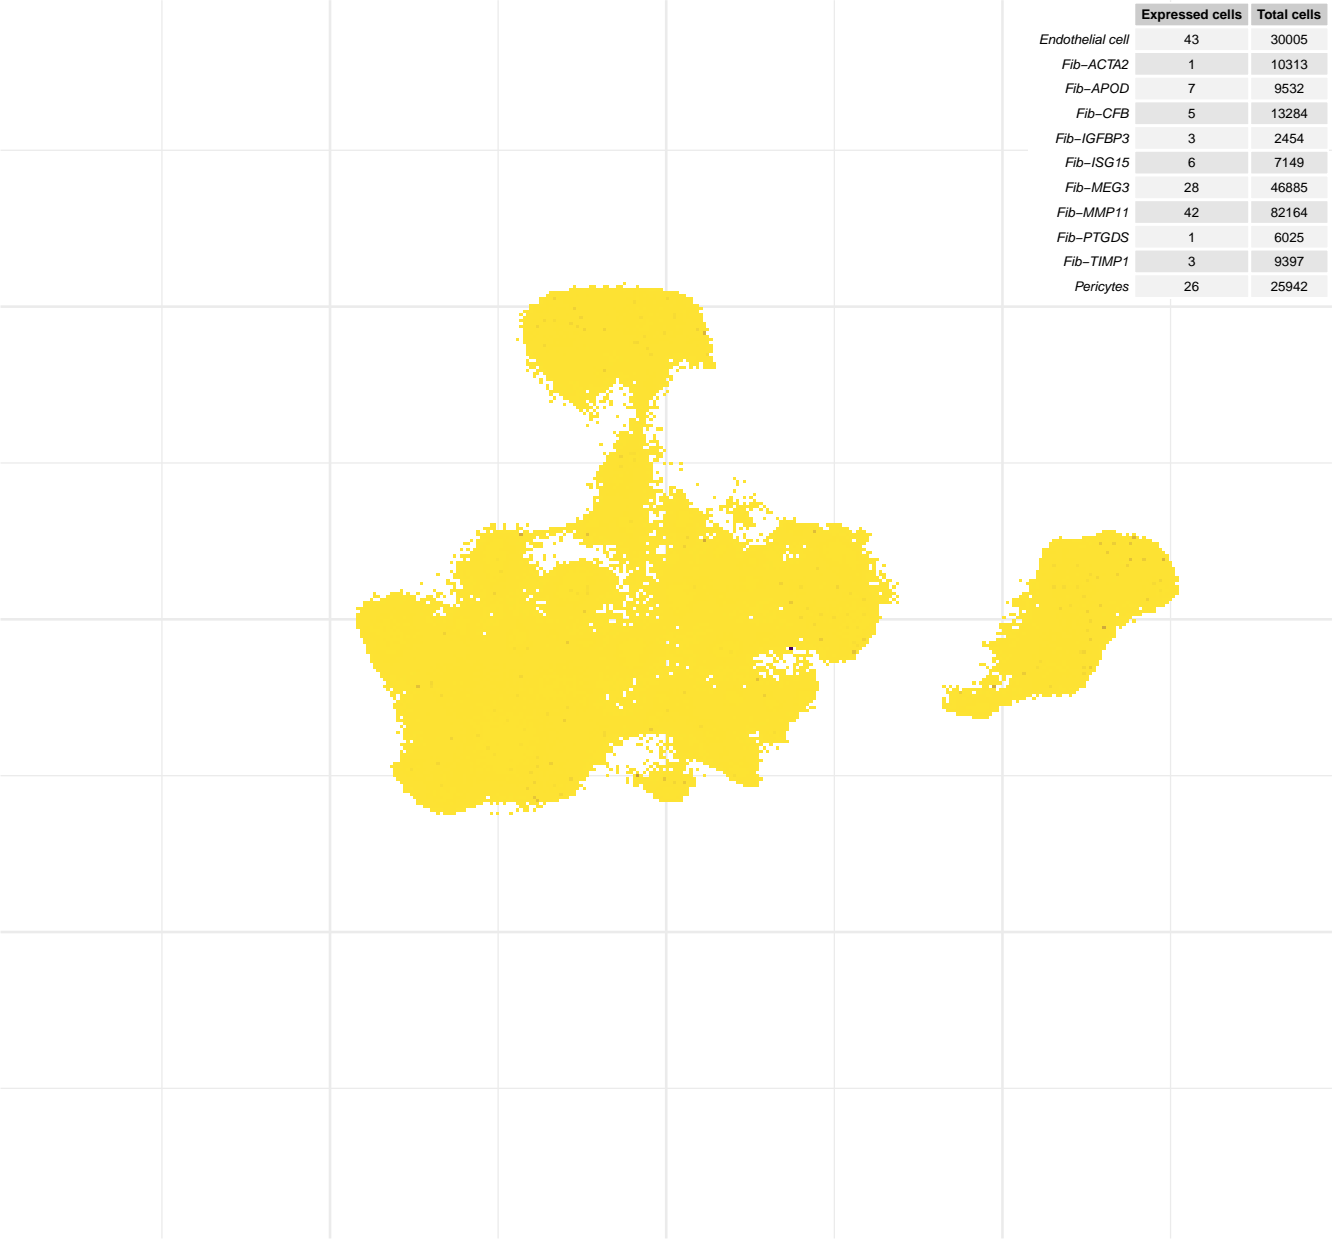 Expressed cells Total cells
Endothelial cell 43 30005
Fib−ACTA2 1 10313
Fib−APOD 7 9532
Fib−CFB 5 13284
Fib−IGFBP3 3 2454
Fib−ISG15 6 7149
Fib−MEG3 28 46885
Fib−MMP11 42 82164
Fib−PTGDS 1 6025
Fib−TIMP1 3 9397
Pericytes 26 25942